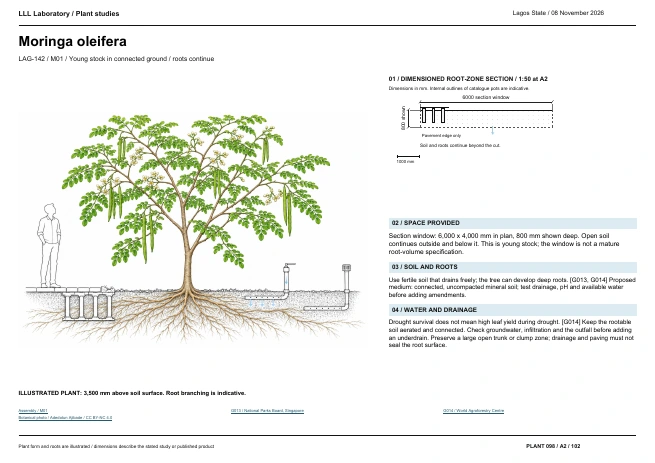 LLL Laboratory / Plant studies
Lagos State / 08 November 2026
Moringa oleifera
LAG-142 / M01 / Young stock in connected ground / roots continue
01 / DIMENSIONED ROOT-ZONE SECTION / 1:50 at A2
Dimensions in mm. Internal outlines of catalogue pots are indicative.
6000 section window
800 shown
Pavement edge only
Soil and roots continue beyond the cut.
1000 mm
02 / SPACE PROVIDED
Section window: 6,000 x 4,000 mm in plan, 800 mm shown deep. Open soil
continues outside and below it. This is young stock; the window is not a mature
root-volume specification.
03 / SOIL AND ROOTS
Use fertile soil that drains freely; the tree can develop deep roots. [G013, G014] Proposed
medium: connected, uncompacted mineral soil; test drainage, pH and available water
before adding amendments.
04 / WATER AND DRAINAGE
Drought survival does not mean high leaf yield during drought. [G014] Keep the rootable
soil aerated and connected. Check groundwater, infiltration and the outfall before adding
an underdrain. Preserve a large open trunk or clump zone; drainage and paving must not
seal the root surface.
ILLUSTRATED PLANT: 3,500 mm above soil surface. Root branching is indicative.
Assembly / M01
G013 / National Parks Board, Singapore
G014 / World Agroforestry Centre
Botanical photo / Adedotun Ajibade / CC BY-NC 4.0
Plant form and roots are illustrated / dimensions describe the stated study or published product
PLANT 098 / A2 / 102